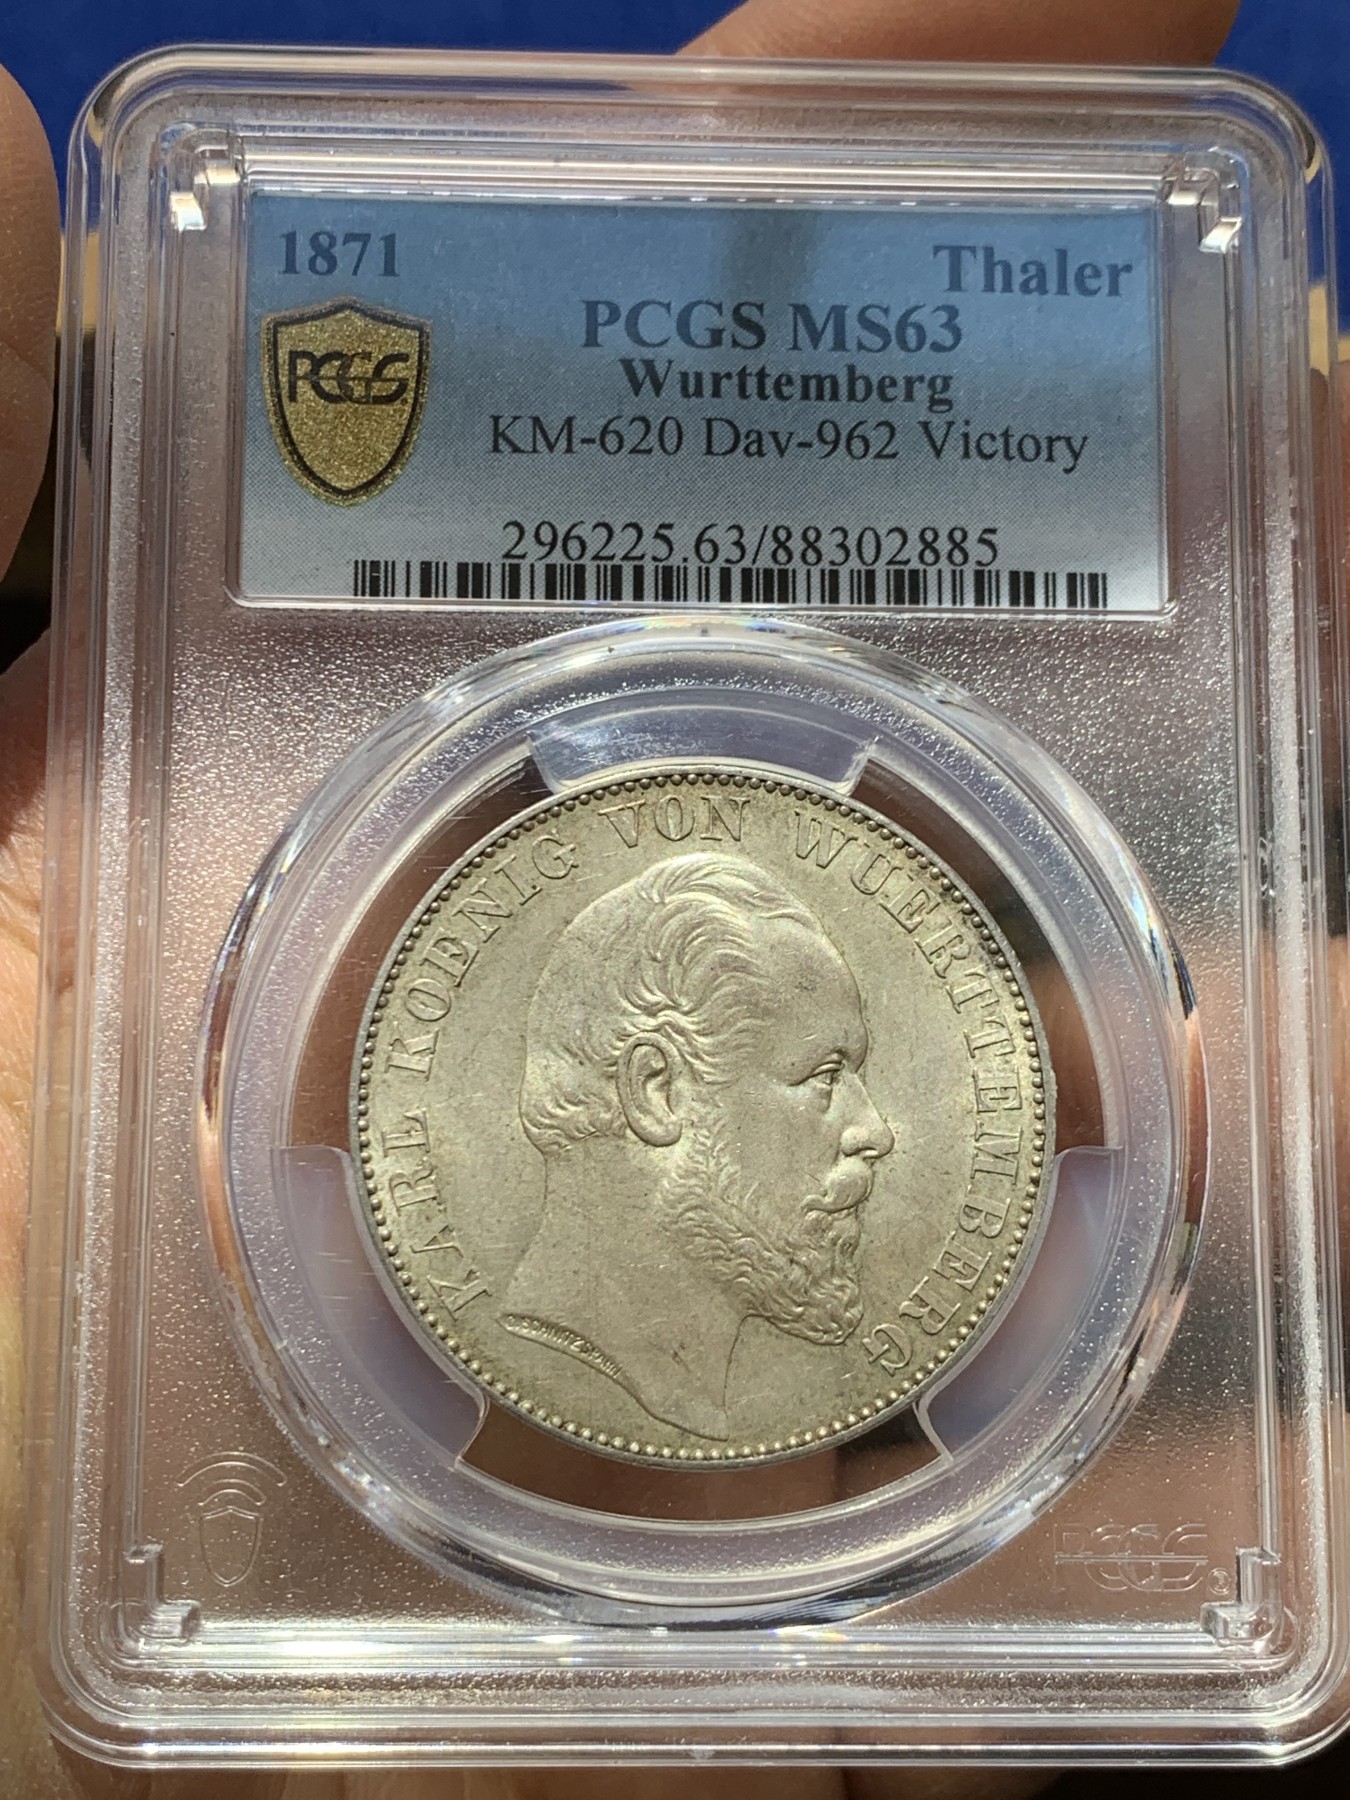 1871 Thaler
PCGS MS63
PCGS
Wurttemberg
KM-620 Dav-962 Victory
296225.63/88302885
KARL KOENIG VON WUERTTEMBERG
C.SCHNITZSPAHN
PCGS